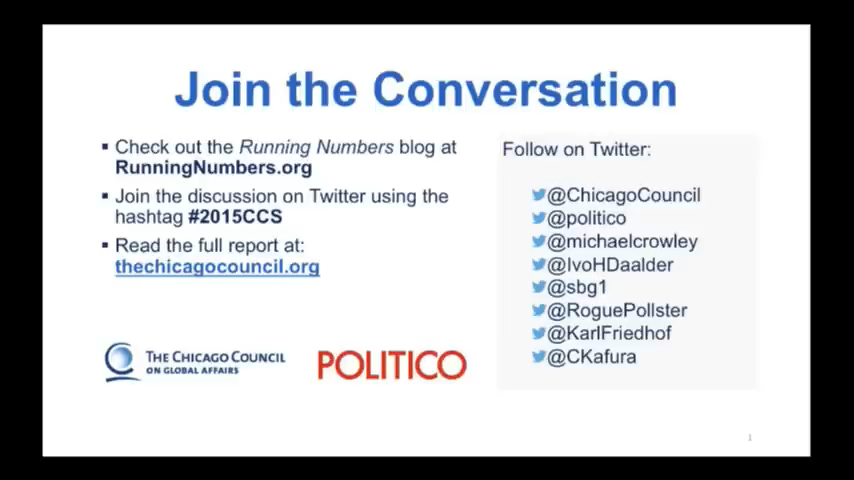 Join the Conversation
Check out the Running Numbers blog at
RunningNumbers.org
Join the discussion on Twitter using the
hashtag #2015CCS
Read the full report at:
thechicagocouncil.org
THE CHICAGO COUNCIL
ON GLOBAL AFFAIRS
POLITICO
Follow on Twitter:
@ChicagoCouncil
@politico
@michaelcrowley
@IvoHDaalder
@sbg1
@RoguePollster
@KarlFriedhof
@CKafura
1